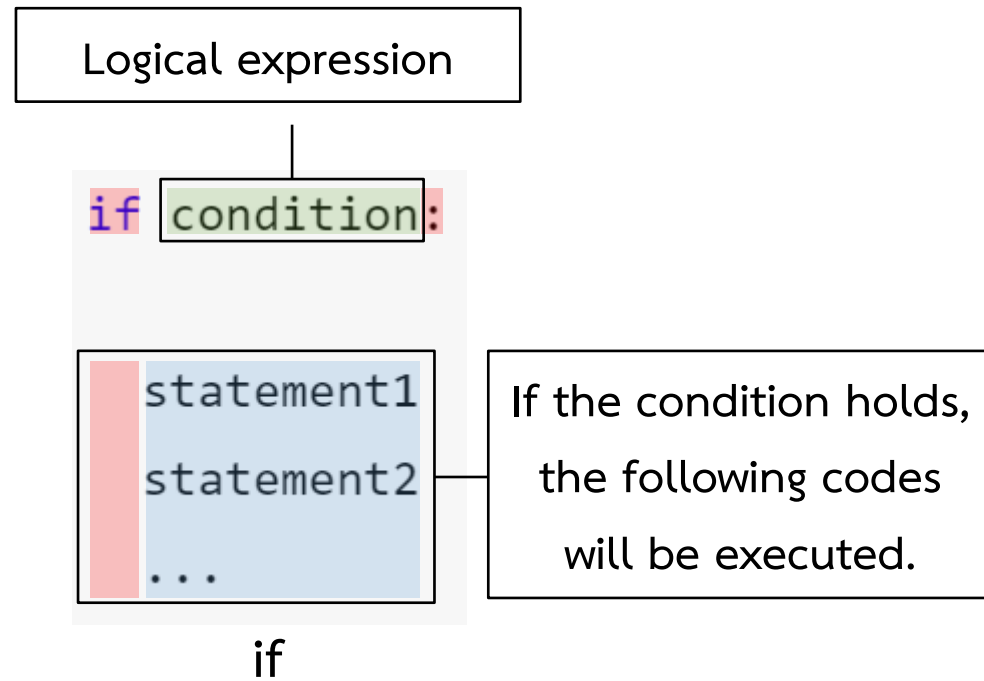 Logical expression
if condition:
statement1
statement2
...
If the condition holds,
the following codes
will be executed.
if